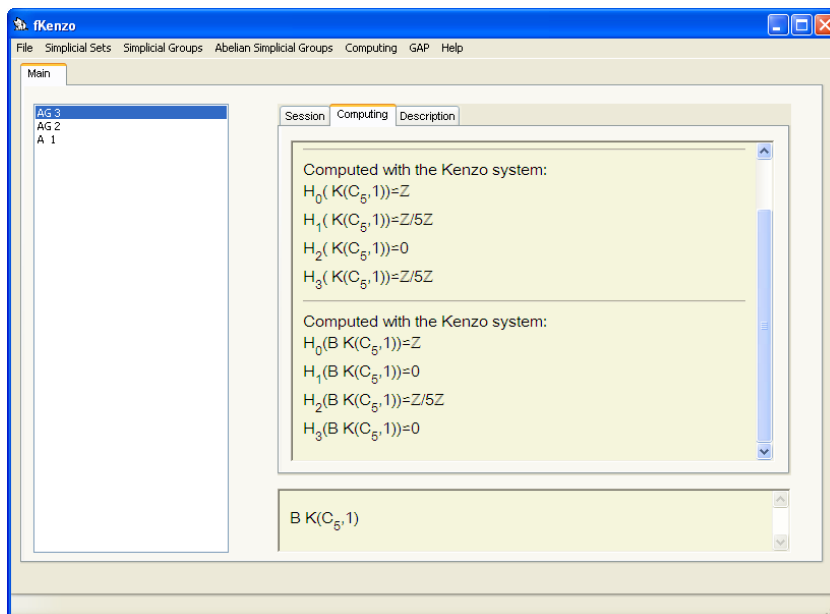 fKenzo
File Simplicial Sets Simplicial Groups Abelian Simplicial Groups Computing GAP Help
Main
AG 3
AG 2
A 1
Session Computing Description
Computed with the Kenzo system:
H₀( K(C₅,1))=Z
H₁( K(C₅,1))=Z/5Z
H₂( K(C₅,1))=0
H₃( K(C₅,1))=Z/5Z
Computed with the Kenzo system:
H₀(B K(C₅,1))=Z
H₁(B K(C₅,1))=0
H₂(B K(C₅,1))=Z/5Z
H₃(B K(C₅,1))=0
B K(C₅,1)